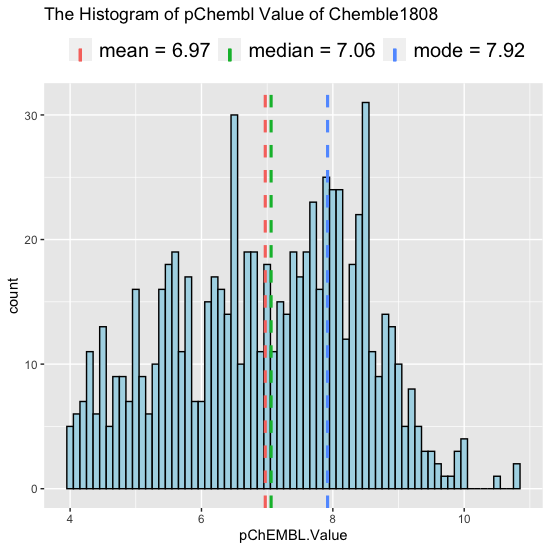 The Histogram of pChembl Value of Chemble1808
mean = 6.97 median = 7.06 mode = 7.92
30
20
10
0
count
4 6 8 10
pChEMBL.Value